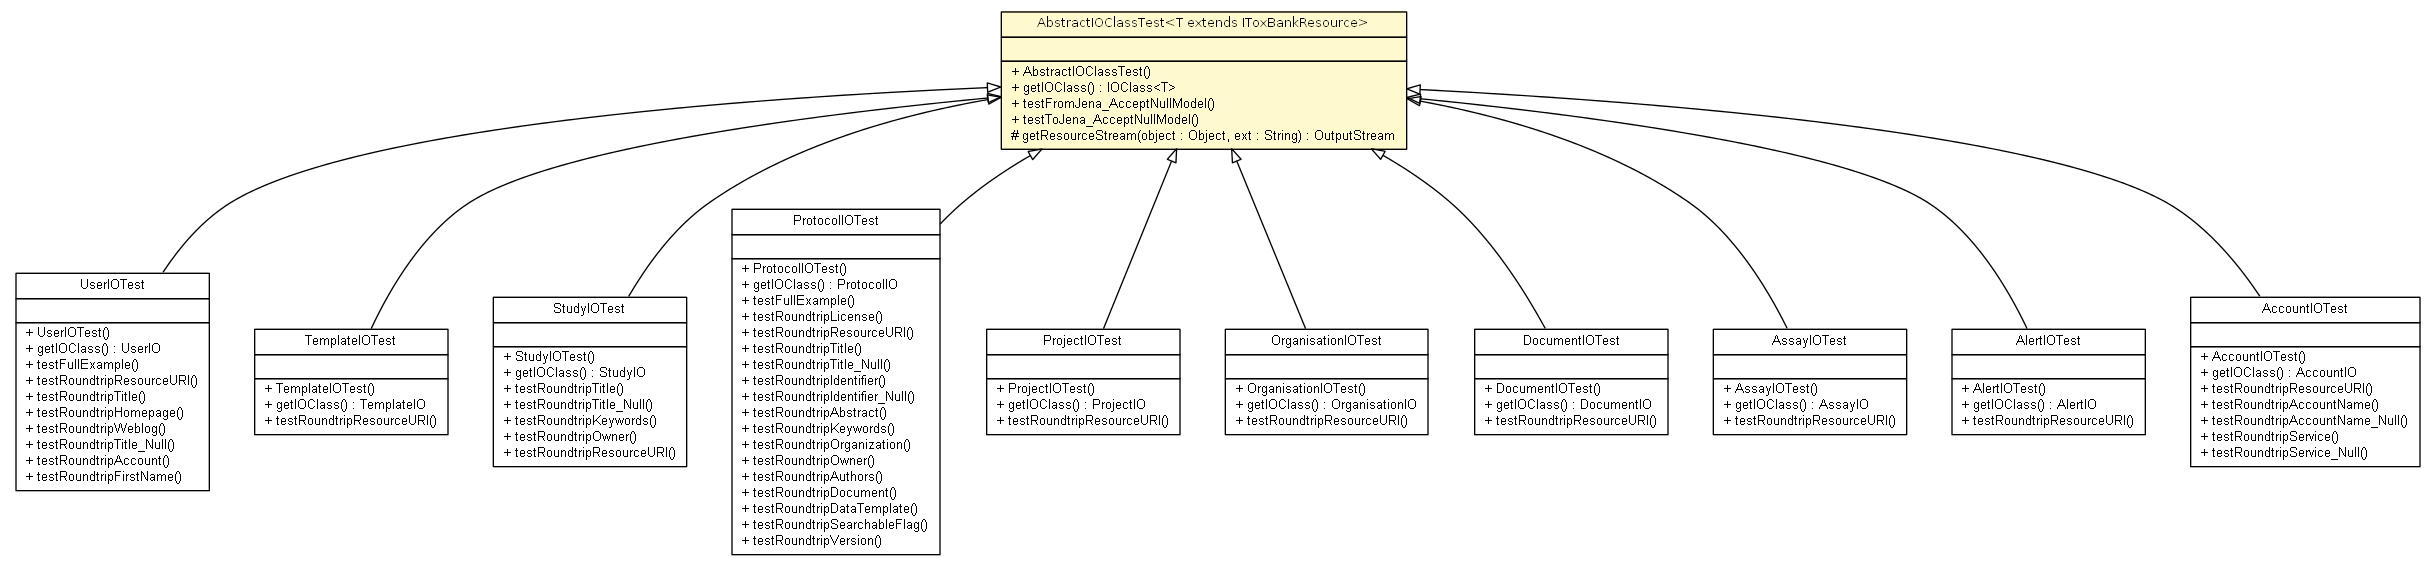 AbstractIOClassTest<T extends IToxBankResource>
+ AbstractIOClassTest()
+ getIOClass() : IOClass<T>
+ testFromJena_AcceptNullModel()
+ testToJena_AcceptNullModel()
# getResourceStream(object : Object, ext : String) : OutputStream
UserIOTest
+ UserIOTest()
+ getIOClass() : UserIO
+ testFullExample()
+ testRoundtripResourceURI()
+ testRoundtripTitle()
+ testRoundtripHomepage()
+ testRoundtripWeblog()
+ testRoundtripTitle_Null()
+ testRoundtripAccount()
+ testRoundtripFirstName()
TemplateIOTest
+ TemplateIOTest()
+ getIOClass() : TemplateIO
+ testRoundtripResourceURI()
StudyIOTest
+ StudyIOTest()
+ getIOClass() : StudyIO
+ testRoundtripTitle()
+ testRoundtripTitle_Null()
+ testRoundtripKeywords()
+ testRoundtripOwner()
+ testRoundtripResourceURI()
ProtocolIOTest
+ ProtocolIOTest()
+ getIOClass() : ProtocolIO
+ testFullExample()
+ testRoundtripLicense()
+ testRoundtripResourceURI()
+ testRoundtripTitle()
+ testRoundtripTitle_Null()
+ testRoundtripIdentifier()
+ testRoundtripIdentifier_Null()
+ testRoundtripAbstract()
+ testRoundtripKeywords()
+ testRoundtripOrganization()
+ testRoundtripOwner()
+ testRoundtripAuthors()
+ testRoundtripDocument()
+ testRoundtripDataTemplate()
+ testRoundtripSearchableFlag()
+ testRoundtripVersion()
ProjectIOTest
+ ProjectIOTest()
+ getIOClass() : ProjectIO
+ testRoundtripResourceURI()
OrganisationIOTest
+ OrganisationIOTest()
+ getIOClass() : OrganisationIO
+ testRoundtripResourceURI()
DocumentIOTest
+ DocumentIOTest()
+ getIOClass() : DocumentIO
+ testRoundtripResourceURI()
AssayIOTest
+ AssayIOTest()
+ getIOClass() : AssayIO
+ testRoundtripResourceURI()
AlertIOTest
+ AlertIOTest()
+ getIOClass() : AlertIO
+ testRoundtripResourceURI()
AccountIOTest
+ AccountIOTest()
+ getIOClass() : AccountIO
+ testRoundtripResourceURI()
+ testRoundtripAccountName()
+ testRoundtripAccountName_Null()
+ testRoundtripService()
+ testRoundtripService_Null()